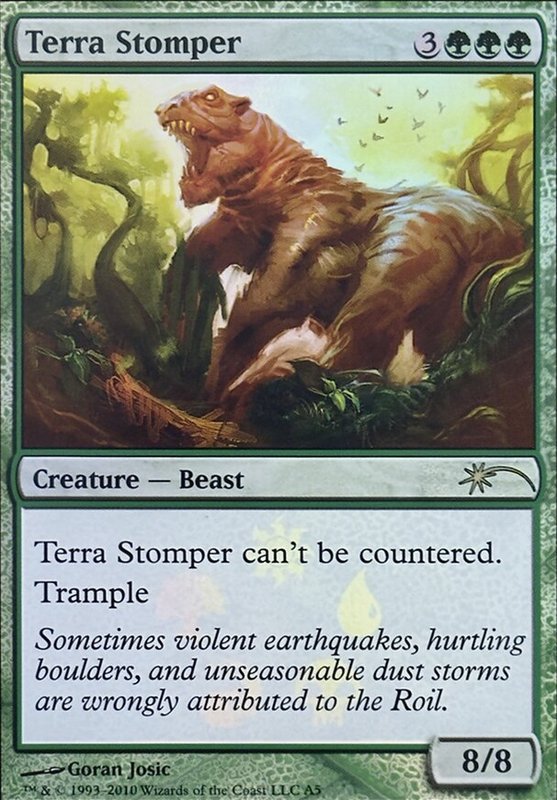 Terra Stomper 3
Creature — Beast
Terra Stomper can't be countered.
Trample
Sometimes violent earthquakes, hurtling
boulders, and unseasonable dust storms
are wrongly attributed to the Roil.
8/8
Goran Josic
™ & © 1993–2010 Wizards of the Coast LLC A5